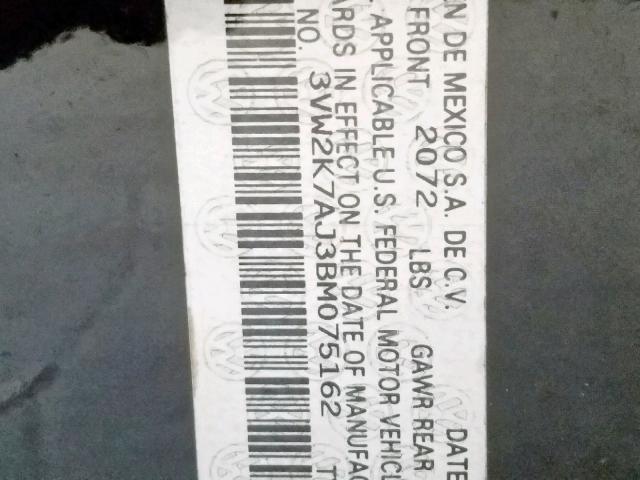 N DE MEXICO S.A. DE C.V. DATE
FRONT 2072 LBS GAWR REAR
APPLICABLE U.S. FEDERAL MOTOR VEHICL
ARDS IN EFFECT ON THE DATE OF MANUFAC
NO. 3VW2K7AJ3BM075162 T